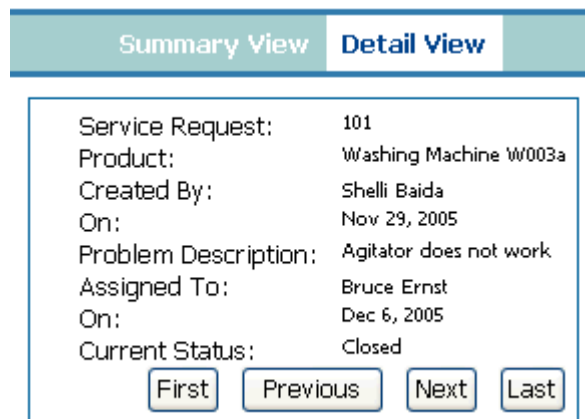 Summary View Detail View
Service Request: 101
Product: Washing Machine W003a
Created By: Shelli Baida
On: Nov 29, 2005
Problem Description: Agitator does not work
Assigned To: Bruce Ernst
On: Dec 6, 2005
Current Status: Closed
First Previous Next Last